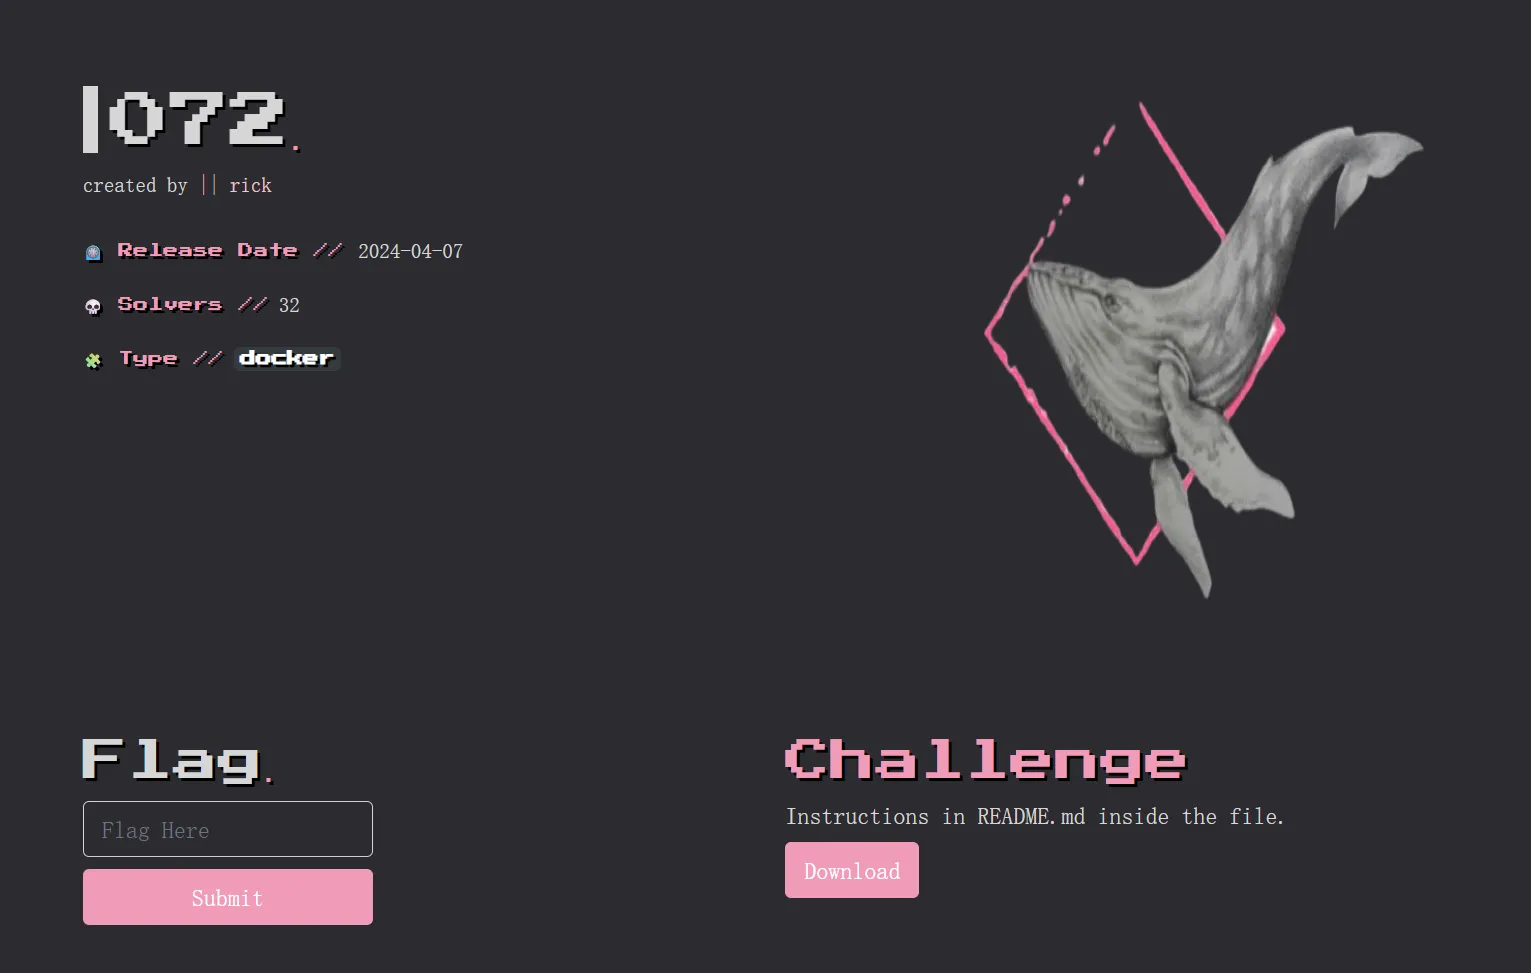 |072.
created by || rick
Release Date // 2024-04-07
Solvers // 32
Type // docker
Flag.
Flag Here
Submit
Challenge
Instructions in README.md inside the file.
Download